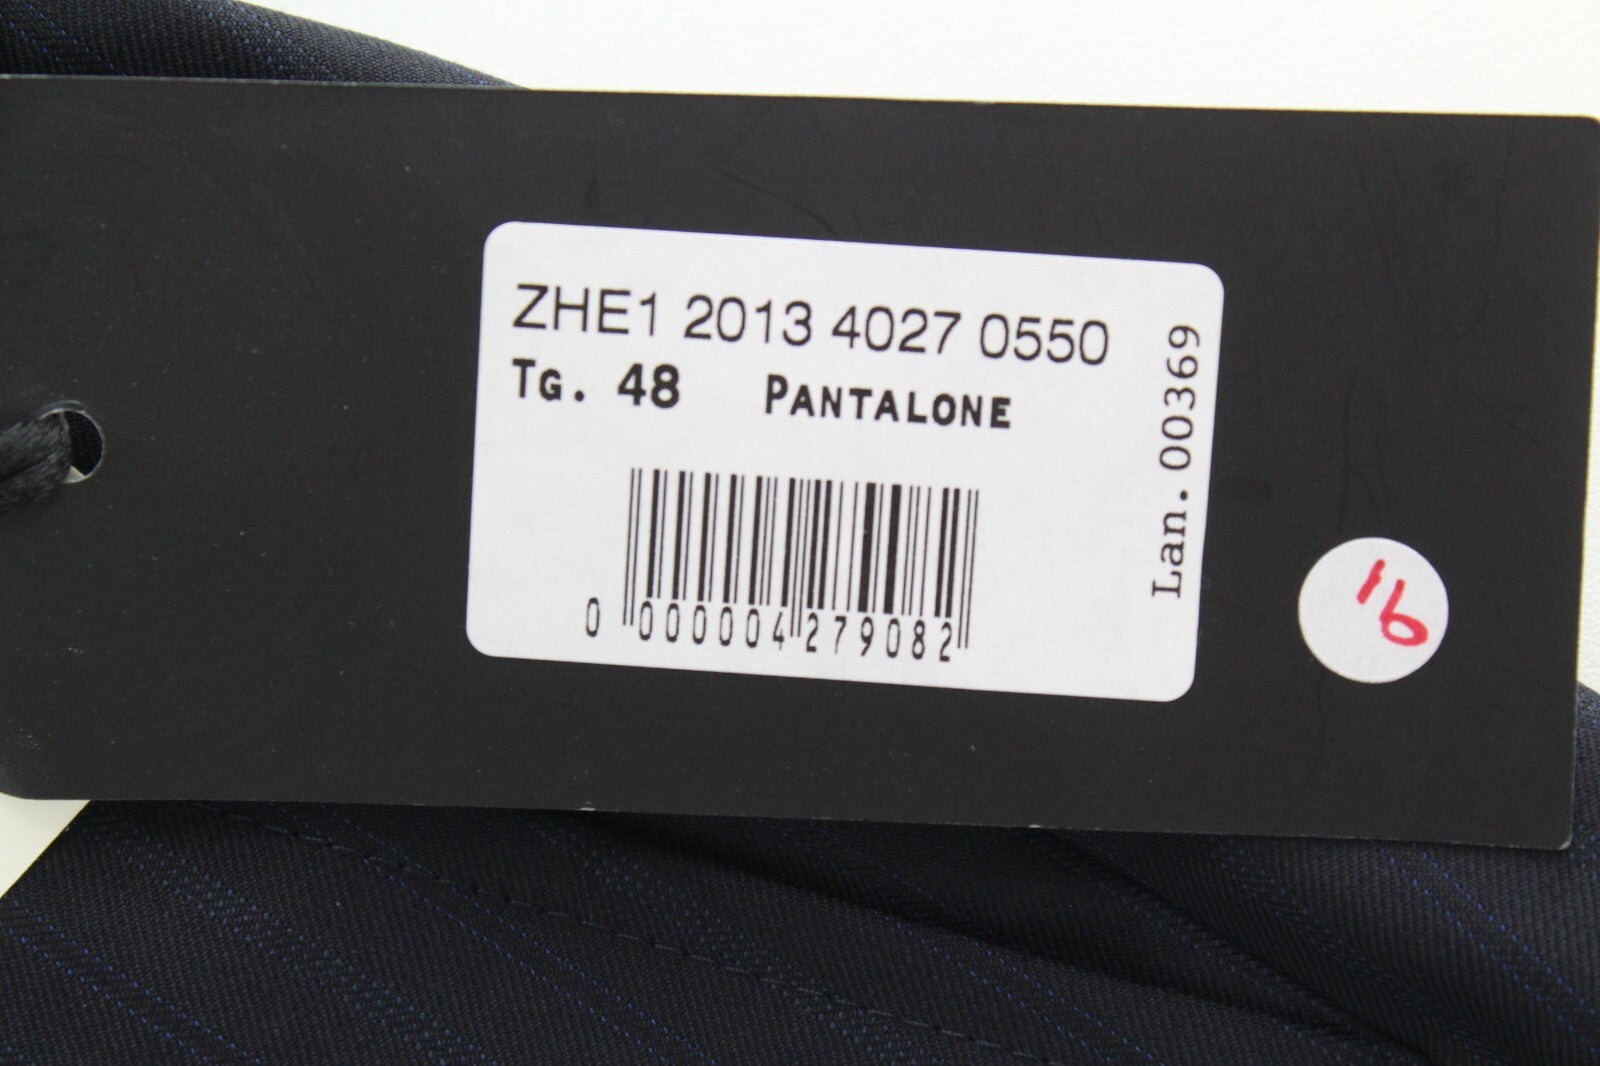 ZHE1 2013 4027 0550
TG. 48 PANTALONE
0 000004 279082
Lan. 00369
16